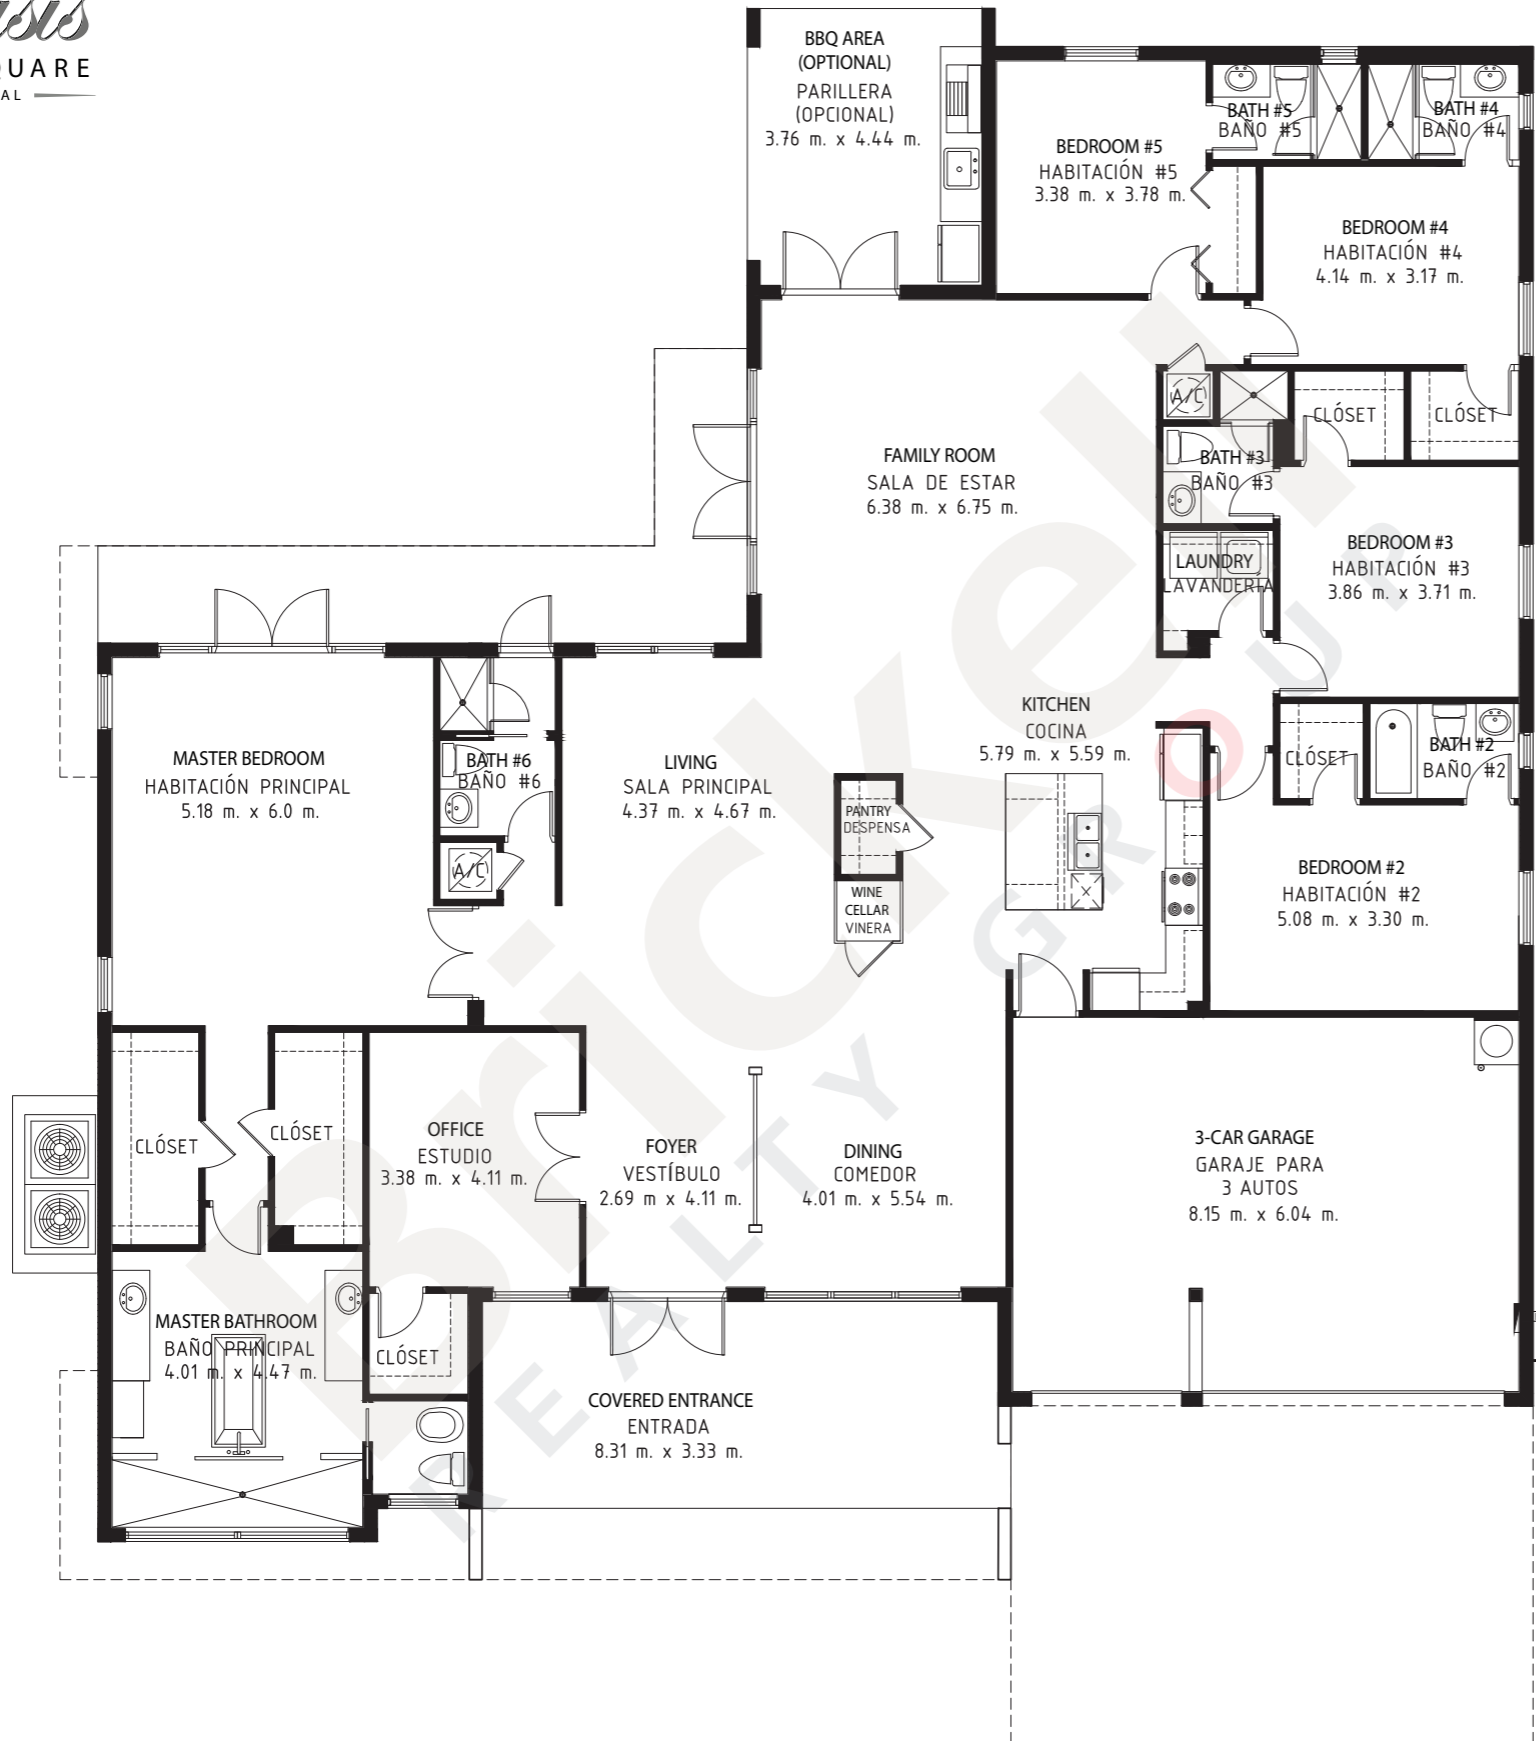 QUARE
BBQ AREA
(OPTIONAL)
PARILLERA
(OPCIONAL)
3.76 m. x 4.44 m.
BEDROOM #5
HABITACIÓN #5
3.38 m. x 3.78 m.
BATH #5
BAÑO #5
BATH #4
BAÑO #4
BEDROOM #4
HABITACIÓN #4
4.14 m. x 3.17 m.
A/C
CLÓSET
CLÓSET
FAMILY ROOM
SALA DE ESTAR
6.38 m. x 6.75 m.
BATH #3
BAÑO #3
LAUNDRY
LAVANDERÍA
BEDROOM #3
HABITACIÓN #3
3.86 m. x 3.71 m.
MASTER BEDROOM
HABITACIÓN PRINCIPAL
5.18 m. x 6.0 m.
BATH #6
BAÑO #6
A/C
LIVING
SALA PRINCIPAL
4.37 m. x 4.67 m.
KITCHEN
COCINA
5.79 m. x 5.59 m.
PANTRY
DESPENSA
WINE
CELLAR
VINERA
CLÓSET
BATH #2
BAÑO #2
BEDROOM #2
HABITACIÓN #2
5.08 m. x 3.30 m.
CLÓSET
CLÓSET
OFFICE
ESTUDIO
3.38 m. x 4.11 m.
FOYER
VESTÍBULO
2.69 m x 4.11 m.
DINING
COMEDOR
4.01 m. x 5.54 m.
3-CAR GARAGE
GARAJE PARA
3 AUTOS
8.15 m. x 6.04 m.
MASTER BATHROOM
BAÑO PRINCIPAL
4.01 m. x 4.47 m.
CLÓSET
COVERED ENTRANCE
ENTRADA
8.31 m. x 3.33 m.
Brickell
REALTY GROUP